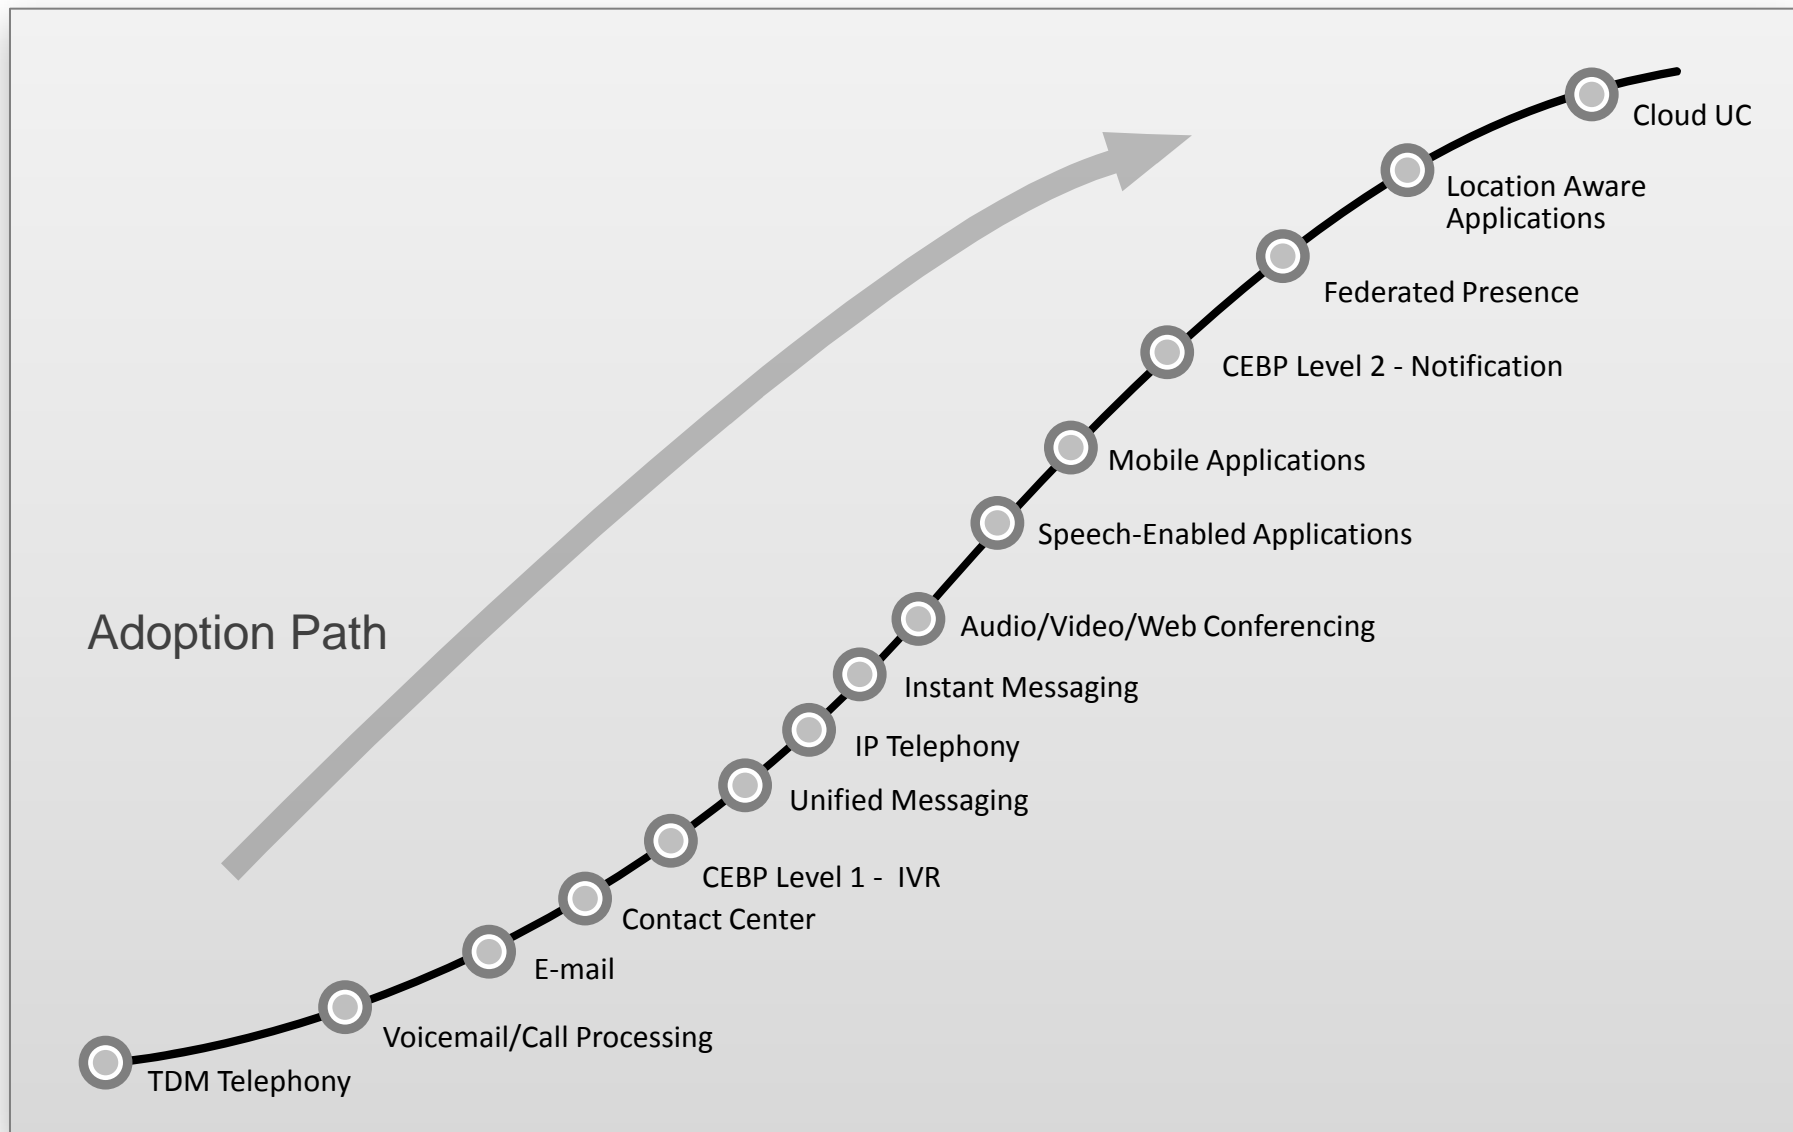 Cloud UC
Location Aware
Applications
Federated Presence
CEBP Level 2 - Notification
Mobile Applications
Speech-Enabled Applications
Adoption Path
Audio/Video/Web Conferencing
Instant Messaging
IP Telephony
Unified Messaging
CEBP Level 1 -  IVR
Contact Center
E-mail
Voicemail/Call Processing
TDM Telephony